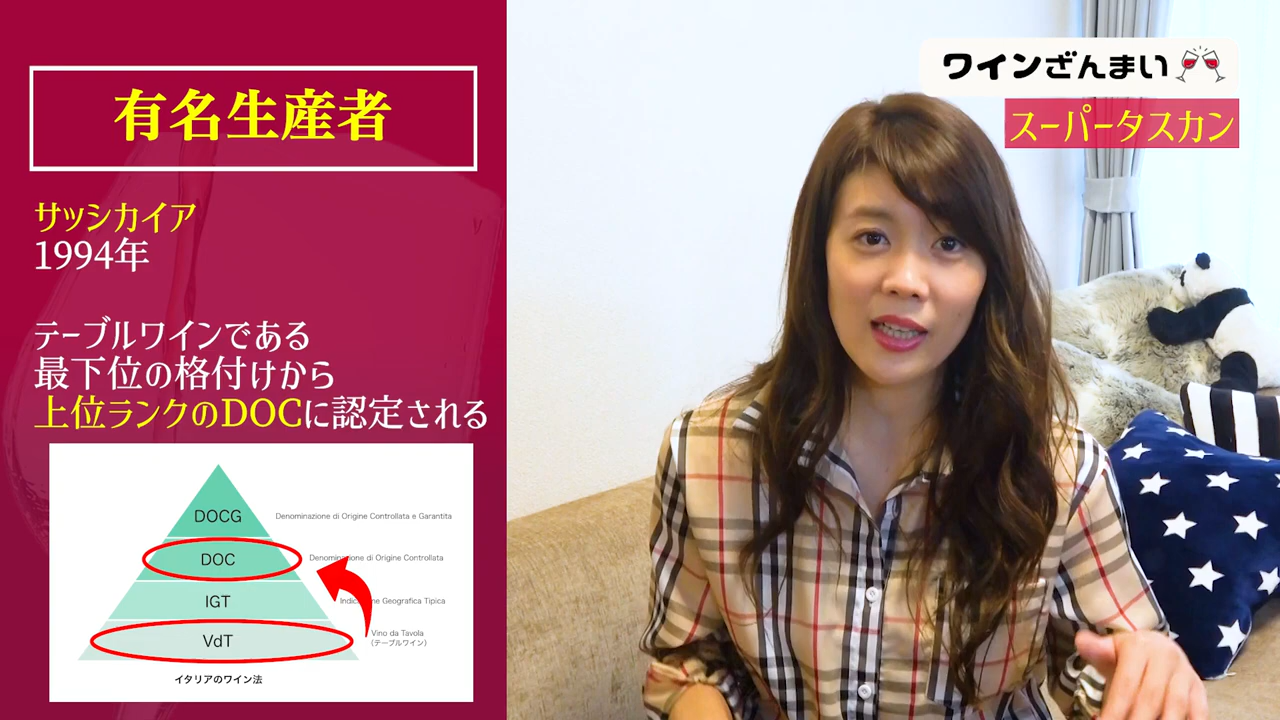 有名生産者
サッシカイア
1994年
テーブルワインである
最下位の格付けから
上位ランクのDOCに認定される
DOCG
Denominazione di Origine Controllata e Garantita
DOC
Denominazione di Origine Controllata
IGT
Geografica Tipica
VdT
Vino da Tavola
(テーブルワイン)
イタリアのワイン法
ワインざんまい
スーパータスカン